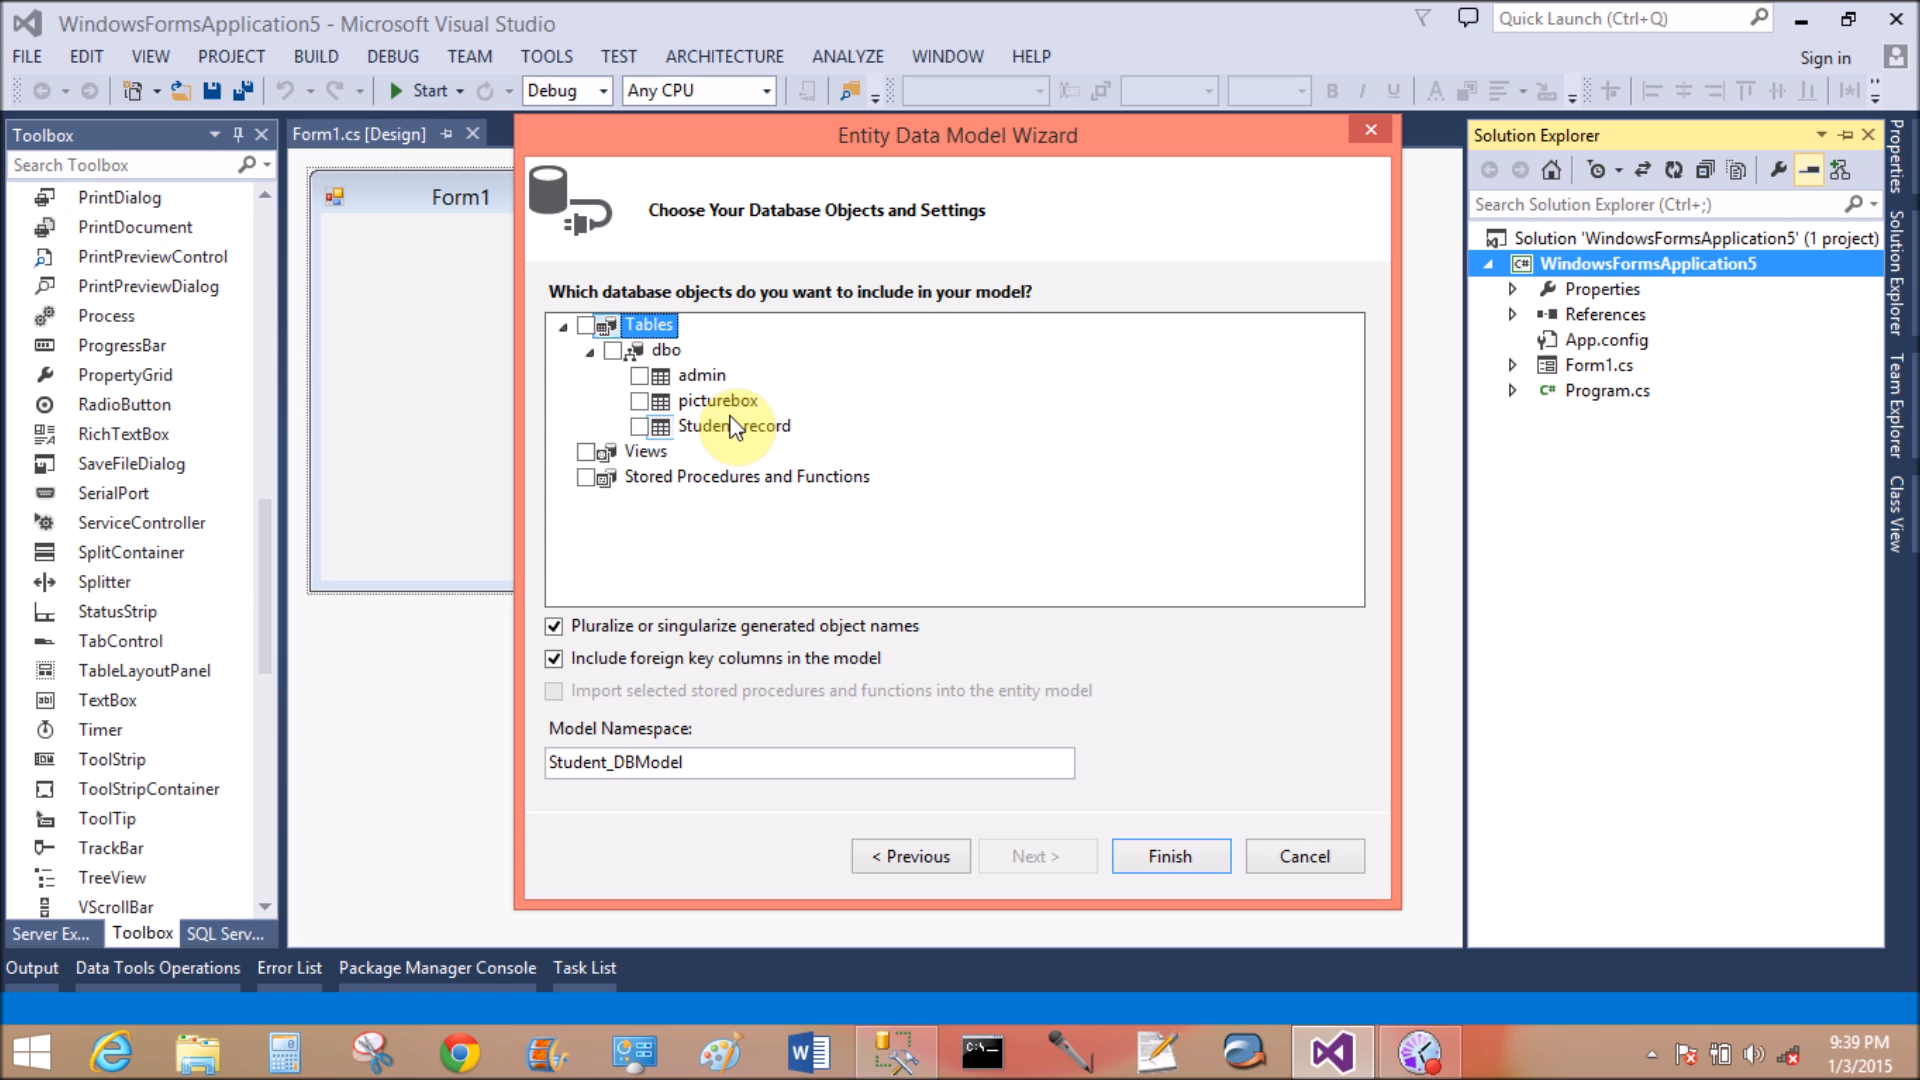 WindowsFormsApplication5 - Microsoft Visual Studio
Quick Launch (Ctrl+Q)
FILE EDIT VIEW PROJECT BUILD DEBUG TEAM TOOLS TEST ARCHITECTURE ANALYZE WINDOW HELP
Sign in
Start Debug Any CPU
Toolbox
Search Toolbox
PrintDialog
PrintDocument
PrintPreviewControl
PrintPreviewDialog
Process
ProgressBar
PropertyGrid
RadioButton
RichTextBox
SaveFileDialog
SerialPort
ServiceController
SplitContainer
Splitter
StatusStrip
TabControl
TableLayoutPanel
TextBox
Timer
ToolStrip
ToolStripContainer
ToolTip
TrackBar
TreeView
VScrollBar
Server Ex... Toolbox SQL Serv...
Form1.cs [Design]
Form1
Entity Data Model Wizard
Choose Your Database Objects and Settings
Which database objects do you want to include in your model?
Tables
dbo
admin
picturebox
Views
Stored Procedures and Functions
Pluralize or singularize generated object names
Include foreign key columns in the model
Import selected stored procedures and functions into the entity model
Model Namespace:
Student_DBModel
< Previous Next > Finish Cancel
Solution Explorer
Search Solution Explorer (Ctrl+;)
Solution 'WindowsFormsApplication5' (1 project)
C# WindowsFormsApplication5
Properties
References
App.config
Form1.cs
C# Program.cs
Properties
Solution Explorer
Team Explorer
Class View
Output Data Tools Operations Error List Package Manager Console Task List
9:39 PM
1/3/2015